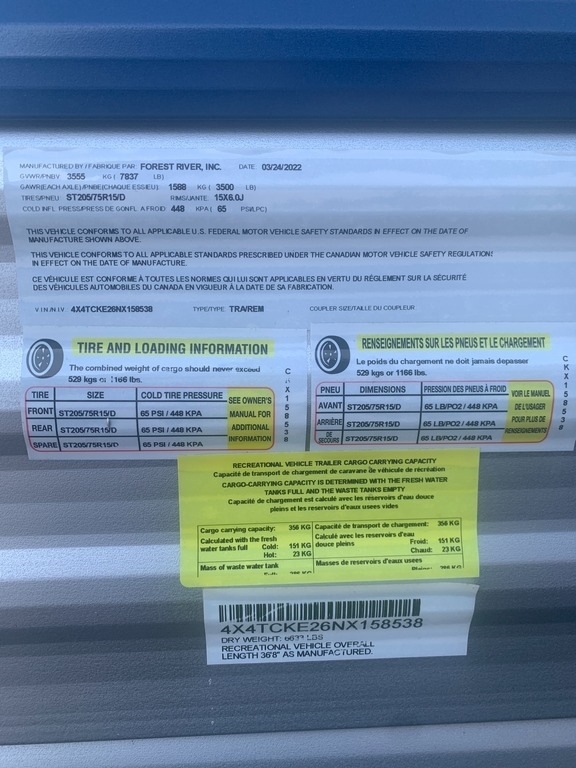 MANUFACTURED BY / FABRIQUE PAR: FOREST RIVER, INC. DATE: 03/24/2022
GVWR/PNBV 3555 KG ( 7837 LB)
GAWR(EACH AXLE)/PNBE(CHAQUE ESSIEU) 1588 KG ( 3500 LB)
TIRES/PNEU ST205/75R15/D RIMS/JANTE: 15X6.0J
COLD INFL PRESS/PRESS DE GONFL A FROID: 448 KPA ( 65 PSI/LPC)
THIS VEHICLE CONFORMS TO ALL APPLICABLE U.S. FEDERAL MOTOR VEHICLE SAFETY STANDARDS IN EFFECT ON THE DATE OF
MANUFACTURE SHOWN ABOVE.
THIS VEHICLE CONFORMS TO ALL APPLICABLE STANDARDS PRESCRIBED UNDER THE CANADIAN MOTOR VEHICLE SAFETY REGULATIONS
IN EFFECT ON THE DATE OF MANUFACTURE.
CE VÉHICULE EST CONFORME À TOUTES LES NORMES QUI LUI SONT APPLICABLES EN VERTU DU RÉGLEMENT SUR LA SÉCURITÉ
DES VÉHICULES AUTOMOBILES DU CANADA EN VIGUEUR À LA DATE DE SA FABRICATION.
V I N/N I V: 4X4TCKE26NX158538 TYPE/TYPE: TRA/REM COUPLER SIZE/TAILLE DU COUPLEUR
TIRE AND LOADING INFORMATION
The combined weight of cargo should never exceed
529 kgs or 1166 lbs.
TIRE SIZE COLD TIRE PRESSURE SEE OWNER'S
FRONT ST205/75R15/D 65 PSI / 448 KPA MANUAL FOR
REAR ST205/75R15/D 65 PSI / 448 KPA ADDITIONAL
SPARE ST205/75R15/D 65 PSI / 448 KPA INFORMATION
CKX158538
RENSEIGNEMENTS SUR LES PNEUS ET LE CHARGEMENT
Le poids du chargement ne doit jamais depasser
529 kgs or 1166 lbs.
PNEU DIMENSIONS PRESSION DES PNEUS À FROID VOIR LE MANUEL
AVANT ST205/75R15/D 65 LB/PO2 / 448 KPA DE L'USAGER
ARRIÈRE ST205/75R15/D 65 LB/PO2 / 448 KPA POUR PLUS DE
DE SECOURS ST205/75R15/D 65 LB/PO2 / 448 KPA RENSEIGNEMENTS
CKX158538
RECREATIONAL VEHICLE TRAILER CARGO CARRYING CAPACITY
Capacité de transport de cargaison de caravane de véhicule de récréation
CARGO-CARRYING CAPACITY IS DETERMINED WITH THE FRESH WATER
TANKS FULL AND THE WASTE TANKS EMPTY
Capacité de chargement est calculé avec les réservoirs d'eau douce
pleins et les reservoirs d'eaux usees vides
Cargo carrying capacity: 356 KG
Calculated with the fresh
water tanks full Cold: 151 KG
Hot: 23 KG
Mass of waste water tank
Capacité de transport de chargement: 356 KG
Calculé avec les réservoirs d'eau
douce pleins Froid: 151 KG
Chaud: 23 KG
Masses de reservoirs d'eaux usees
4X4TCKE26NX158538
DRY WEIGHT: LBS
RECREATIONAL VEHICLE OVERALL
LENGTH 36'8" AS MANUFACTURED.